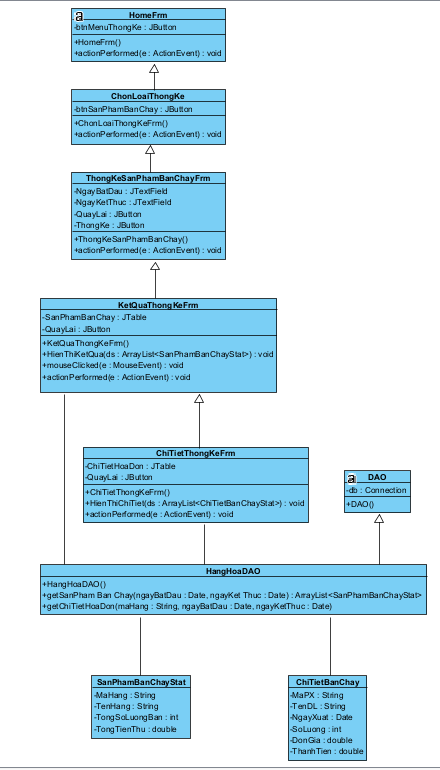 a HomeFrm
-btnMenuThongKe : JButton
+HomeFrm()
+actionPerformed(e : ActionEvent) : void
ChonLoaiThongKe
-btnSanPhamBanChay : JButton
+ChonLoaiThongKeFrm()
+actionPerformed(e : ActionEvent) : void
ThongKeSanPhamBanChayFrm
-NgayBatDau : JTextField
-NgayKetThuc : JTextField
-QuayLai : JButton
-ThongKe : JButton
+ThongKeSanPhamBanChay()
+actionPerformed(e : ActionEvent) : void
KetQuaThongKeFrm
-SanPhamBanChay : JTable
-QuayLai : JButton
+KetQuaThongKeFrm()
+HienThiKetQua(ds : ArrayList<SanPhamBanChayStat>) : void
+mouseClicked(e : MouseEvent) : void
+actionPerformed(e : ActionEvent) : void
ChiTietThongKeFrm
-ChiTietHoaDon : JTable
-QuayLai : JButton
+ChiTietThongKeFrm()
+HienThiChiTiet(ds : ArrayList<ChiTietBanChayStat>) : void
+actionPerformed(e : ActionEvent) : void
a DAO
-db : Connection
+DAO()
HangHoaDAO
+HangHoaDAO()
+getSanPham Ban Chay(ngayBatDau : Date, ngayKet Thuc : Date) : ArrayList<SanPhamBanChayStat>
+getChiTietHoaDon(maHang : String, ngayBatDau : Date, ngayKetThuc : Date)
SanPhamBanChayStat
-MaHang : String
-TenHang : String
-TongSoLuongBan : int
-TongTienThu : double
ChiTietBanChay
-MaPX : String
-TenDL : String
-NgayXuat : Date
-SoLuong : int
-DonGia : double
-ThanhTien : double